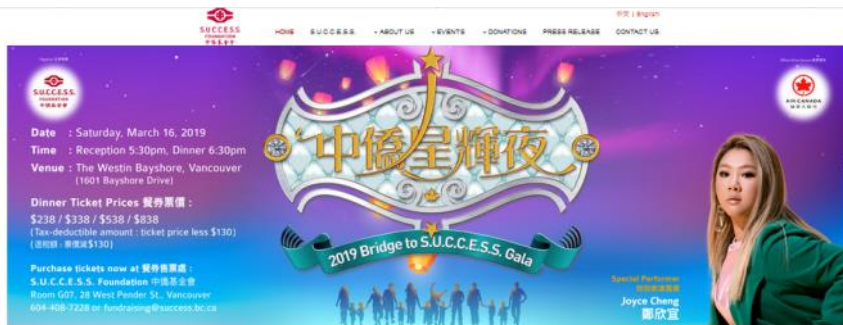 中文 | English
S.U.C.C.E.S.S.
FOUNDATION
中僑基金會
HOME S.U.C.C.E.S.S. ABOUT US EVENTS DONATIONS PRESS RELEASE CONTACT US
S.U.C.C.E.S.S.
FOUNDATION
中僑基金會
AIR CANADA
Date : Saturday, March 16, 2019
Time : Reception 5:30pm, Dinner 6:30pm
Venue : The Westin Bayshore, Vancouver
(1601 Bayshore Drive)
Dinner Ticket Prices 餐券票價：
$238 / $338 / $538 / $838
(Tax-deductible amount : ticket price less $130)
(退稅額 : 票價減$130)
Purchase tickets now at 餐券售票處：
S.U.C.C.E.S.S. Foundation 中僑基金會
Room G07, 28 West Pender St., Vancouver
604-408-7228 or fundraising@success.bc.ca
中僑星輝夜
2019 Bridge to S.U.C.C.E.S.S. Gala
Special Performer
Joyce Cheng
鄭欣宜